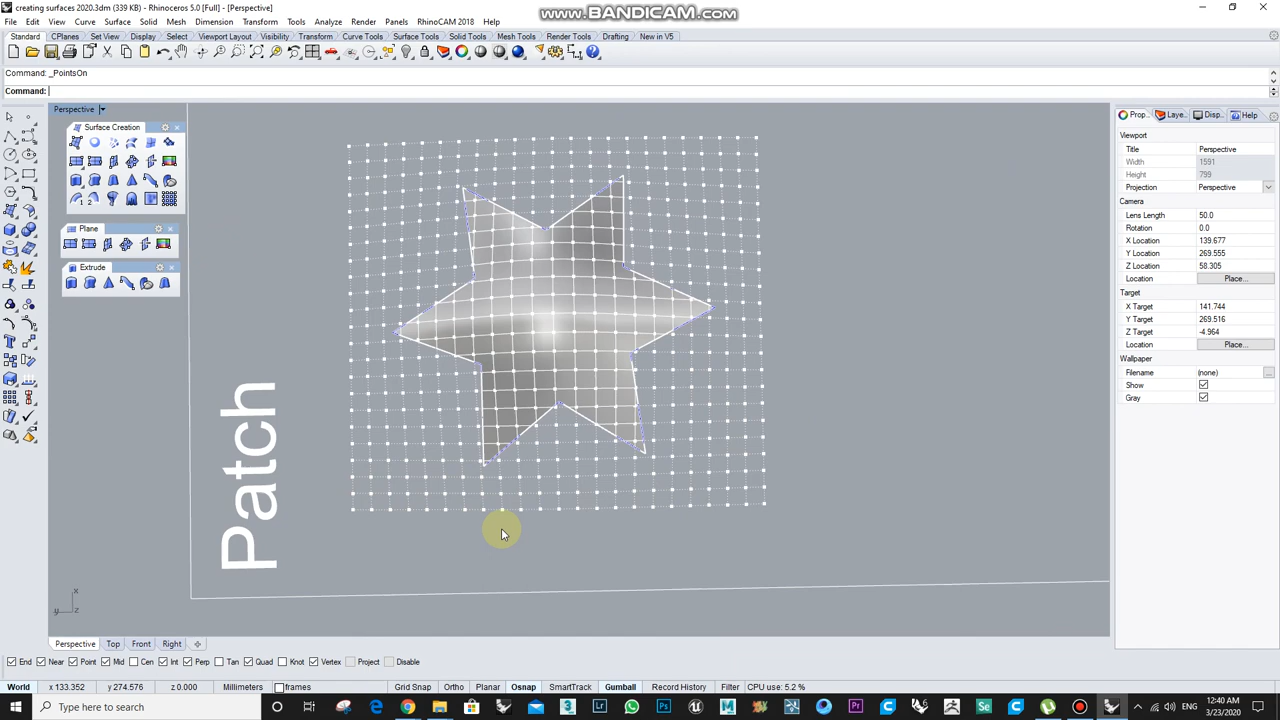 creating surfaces 2020.3dm (339 KB) - Rhinoceros 5.0 [Full] - [Perspective]
www.BANDICAM.com
File Edit View Curve Surface Solid Mesh Dimension Transform Tools Analyze Render Panels RhinoCAM 2018 Help
Standard CPlanes Set View Display Select Viewport Layout Visibility Transform Curve Tools Surface Tools Solid Tools Mesh Tools Render Tools Drafting New in V5
Command: _PointsOn
Command:
Perspective
Surface Creation
Plane
Extrude
Patch
y x z
Prop... Laye... Disp... Help
Viewport
Title Perspective
Width 1591
Height 799
Projection Perspective
Camera
Lens Length 50.0
Rotation 0.0
X Location 139.677
Y Location 269.555
Z Location 58.305
Location Place...
Target
X Target 141.744
Y Target 269.516
Z Target -4.964
Location Place...
Wallpaper
Filename (none) ...
Show
Gray
Perspective Top Front Right
End Near Point Mid Cen Int Perp Tan Quad Knot Vertex Project Disable
World x 133.352 y 274.576 z 0.000 Millimeters frames Grid Snap Ortho Planar Osnap SmartTrack Gumball Record History Filter CPU use: 5.2 %
Type here to search
ENG
12:40 AM
3/23/2020